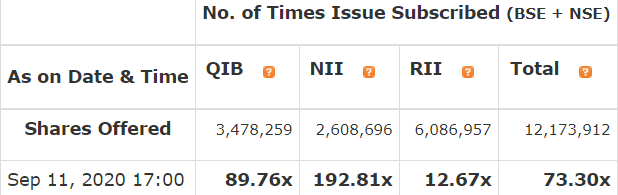 No. of Times Issue Subscribed (BSE + NSE)
As on Date & Time QIB ? NII ? RII ? Total ?
Shares Offered 3,478,259 2,608,696 6,086,957 12,173,912
Sep 11, 2020 17:00 89.76x 192.81x 12.67x 73.30x